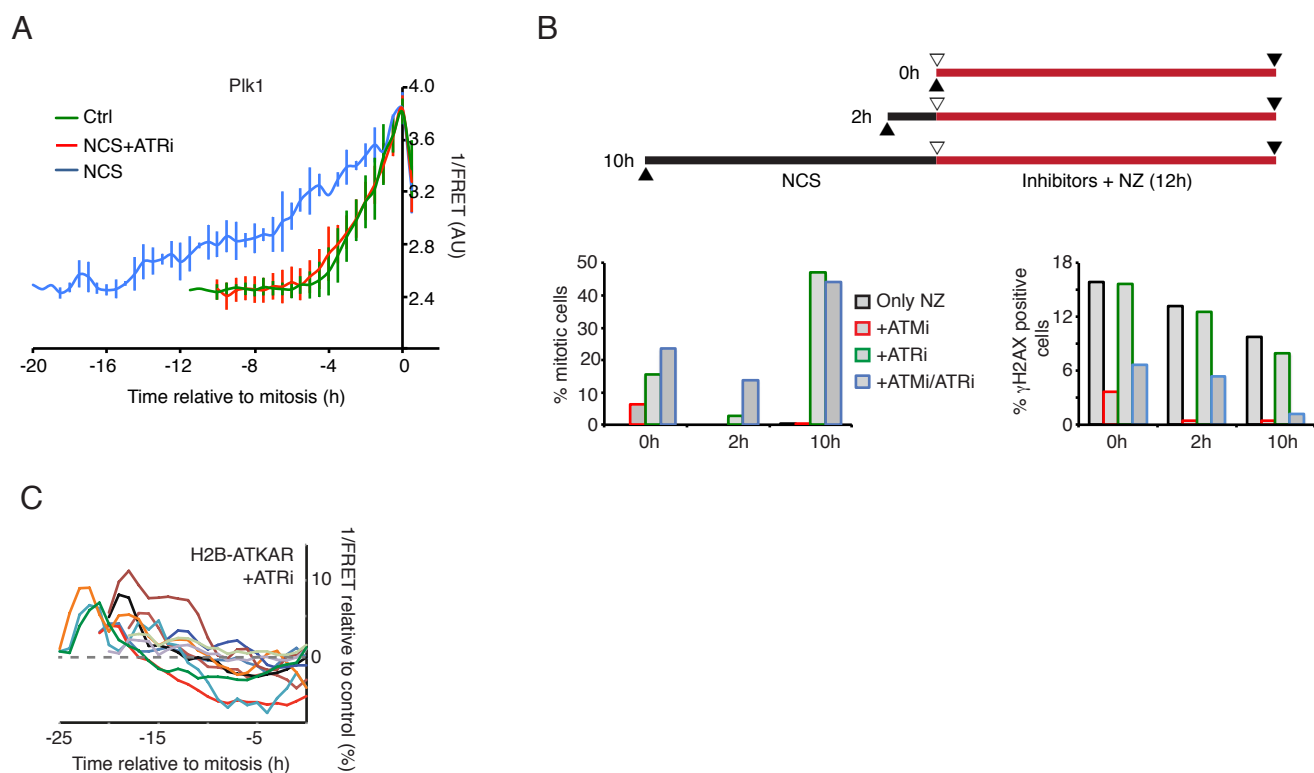 A
Plk1
Ctrl
NCS+ATRi
NCS
4.0
3.6
3.2
2.8
2.4
1/FRET (AU)
-20
-16
-12
-8
-4
0
Time relative to mitosis (h)
B
0h
2h
10h
NCS
Inhibitors + NZ (12h)
% mitotic cells
50
40
30
20
10
0
0h
2h
10h
Only NZ
+ATMi
+ATRi
+ATMi/ATRi
% γH2AX positive
cells
18
12
6
0
0h
2h
10h
C
H2B-ATKAR
+ATRi
10
0
1/FRET relative to control (%)
-25
-15
-5
Time relative to mitosis (h)